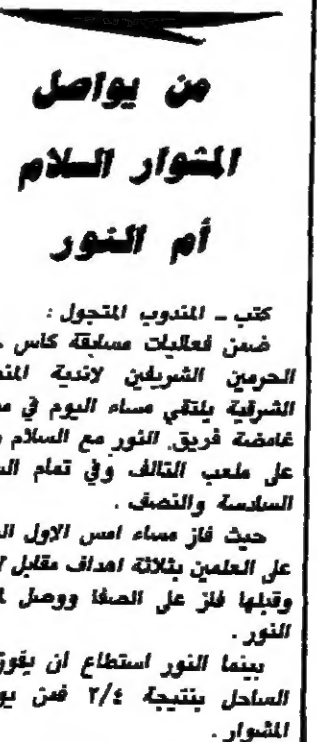 من يواصل
المشوار السلام
أم النور
كتب ـ المندوب المتجول :
ضمن فعاليات مسابقة كاس
الحرمين الشريفين لاندية
الشرقية يلتقي مساء اليوم في
غامضة فريق النور مع السلام
على ملعب التالف وفي تمام
السادسة والنصف .
حيث فاز مساء امس الاول
على العلمين بثلاثة اهداف مقابل
وقبلها فاز على الصفا ووصل
النور .
بينما النور استطاع ان يفوز
الساحل بنتيجة ٢/٤ فمن
المشوار .